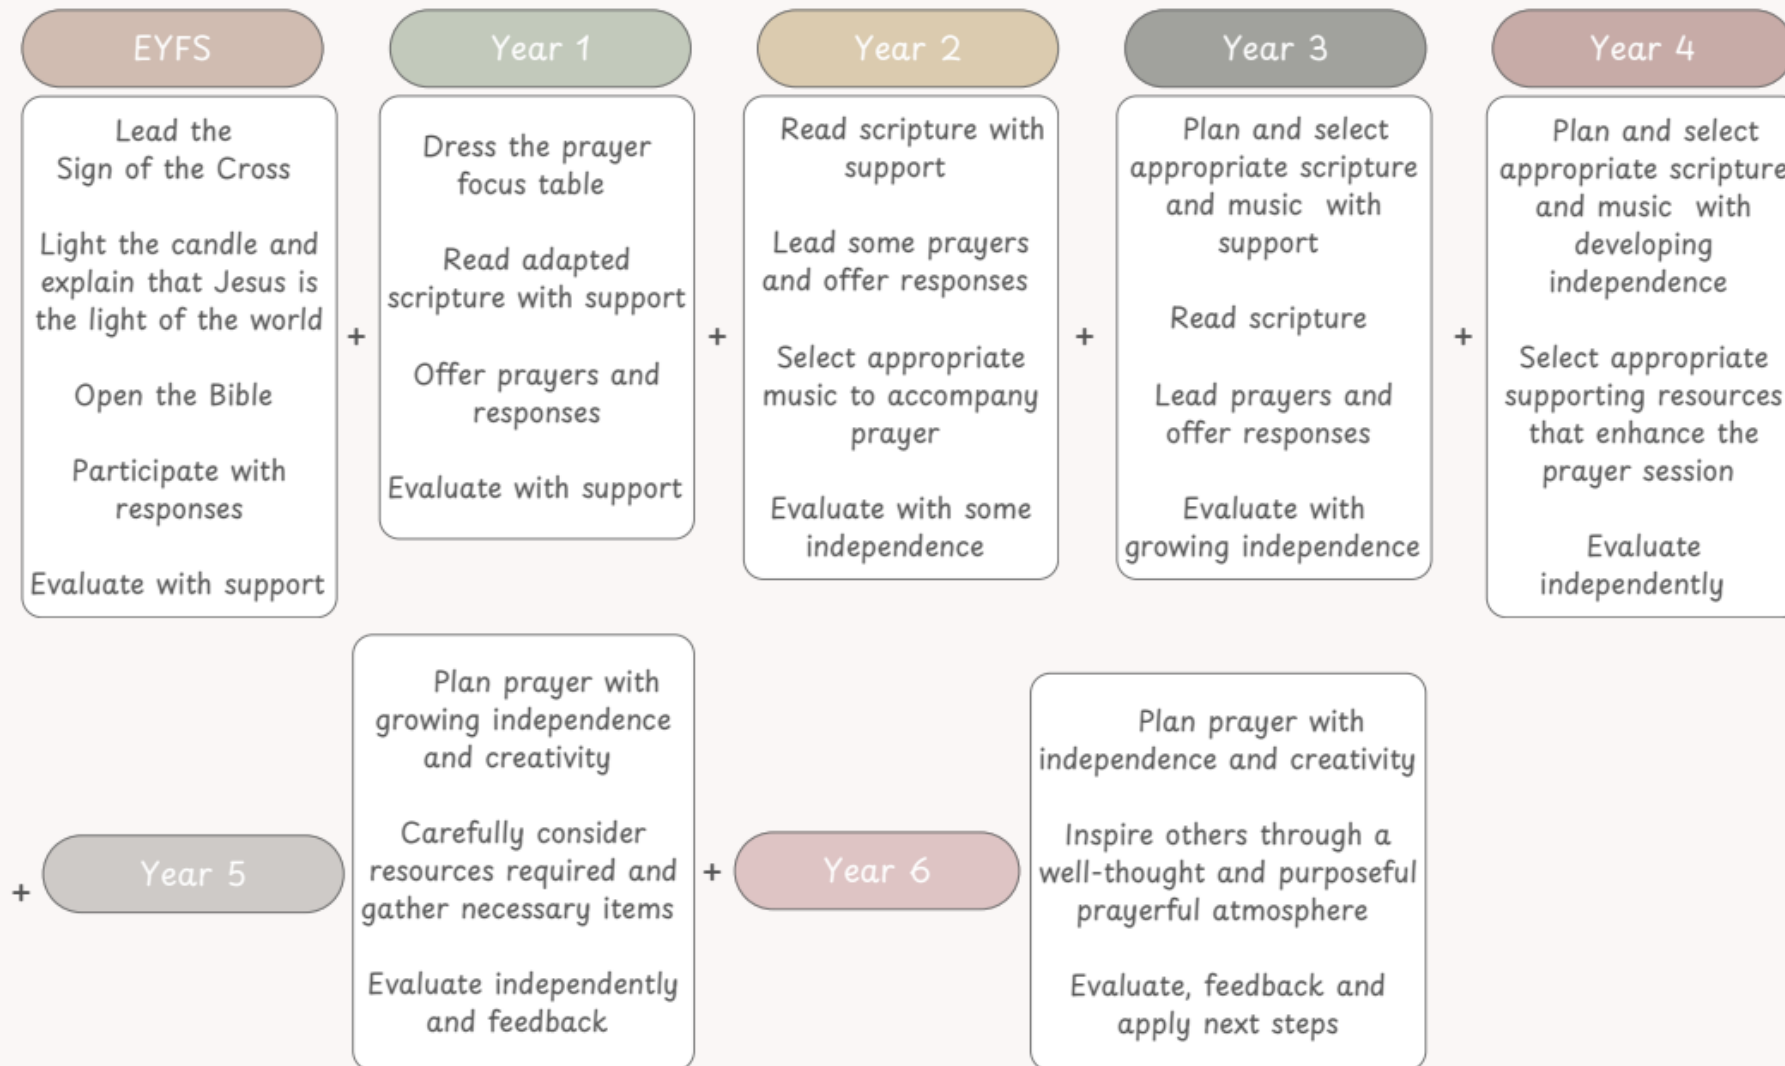 EYFS
Lead the
Sign of the Cross
Light the candle and
explain that Jesus is
the light of the world
Open the Bible
Participate with
responses
Evaluate with support
+
Year 1
Dress the prayer
focus table
Read adapted
scripture with support
Offer prayers and
responses
Evaluate with support
+
Year 2
Read scripture with
support
Lead some prayers
and offer responses
Select appropriate
music to accompany
prayer
Evaluate with some
independence
+
Year 3
Plan and select
appropriate scripture
and music with
support
Read scripture
Lead prayers and
offer responses
Evaluate with
growing independence
+
Year 4
Plan and select
appropriate scripture
and music with
developing
independence
Select appropriate
supporting resources
that enhance the
prayer session
Evaluate
independently
+
Year 5
Plan prayer with
growing independence
and creativity
Carefully consider
resources required and
gather necessary items
Evaluate independently
and feedback
+
Year 6
Plan prayer with
independence and creativity
Inspire others through a
well-thought and purposeful
prayerful atmosphere
Evaluate, feedback and
apply next steps